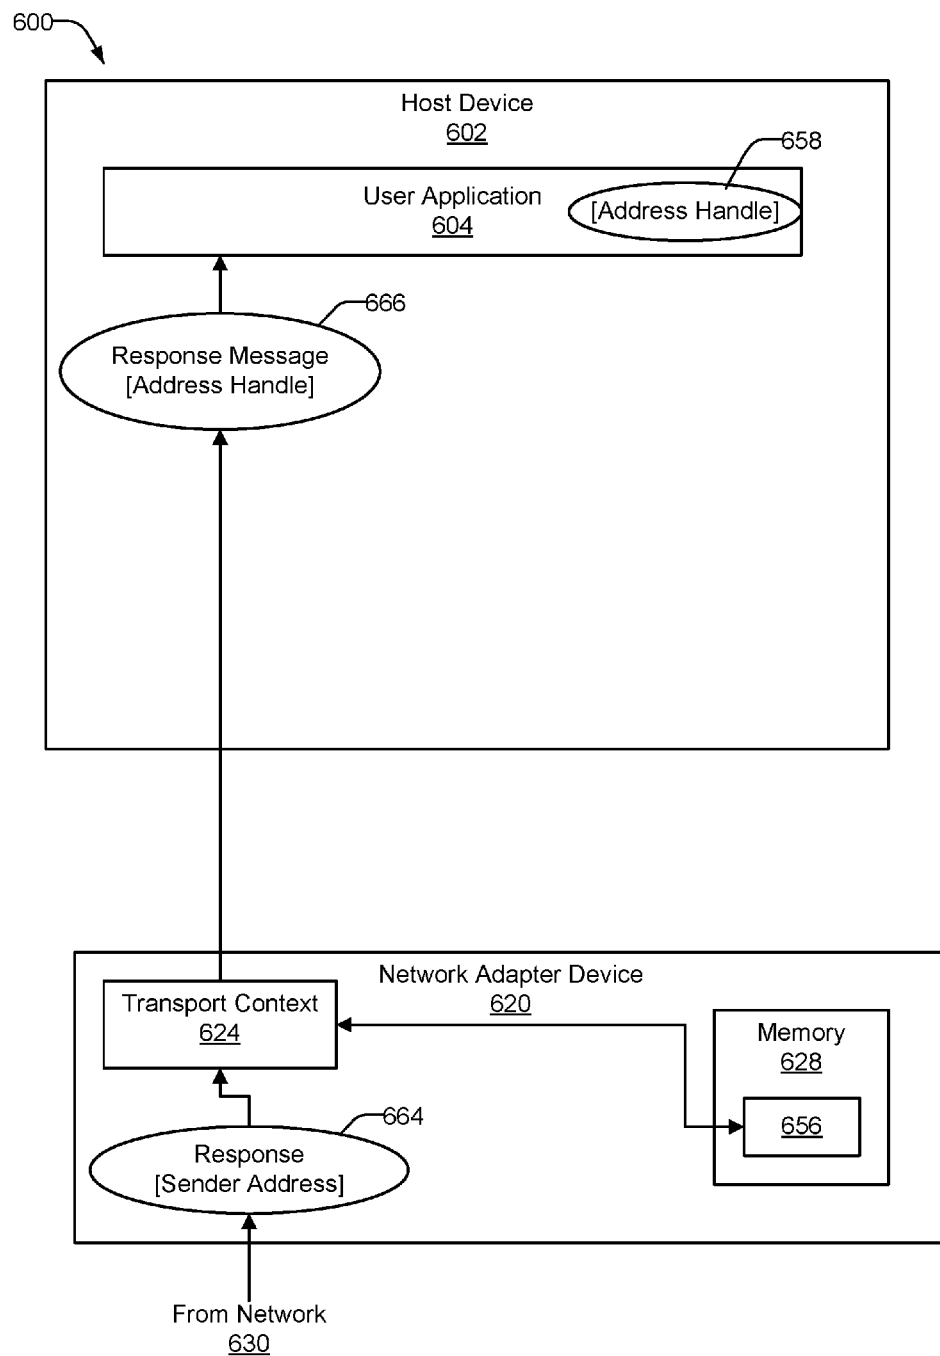 600
Host Device
602
658
User Application
604
[Address Handle]
666
Response Message
[Address Handle]
Network Adapter Device
620
Transport Context
624
Memory
628
656
664
Response
[Sender Address]
From Network
630